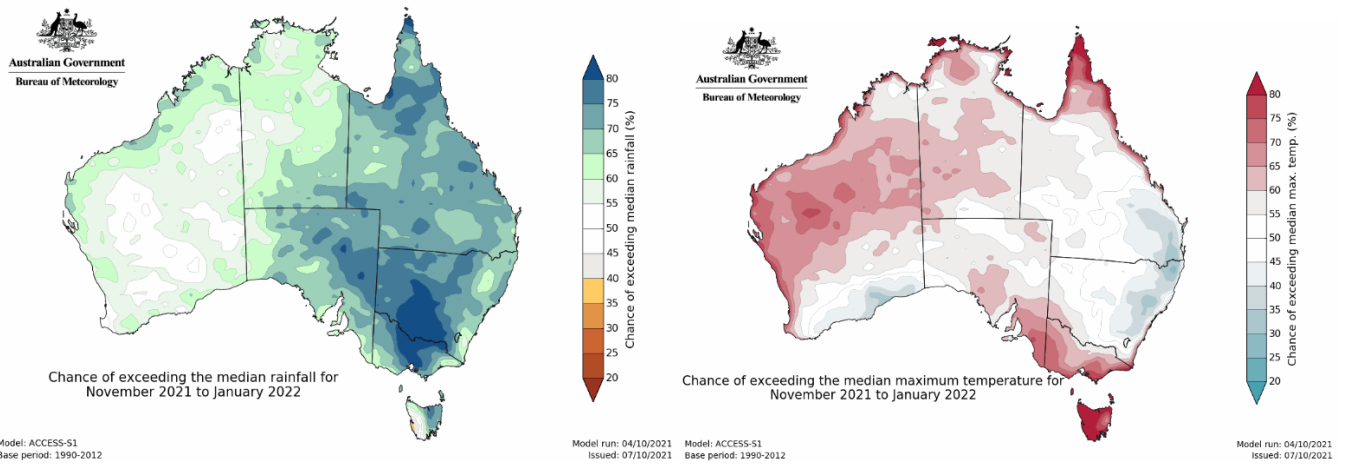 Australian Government
Bureau of Meteorology
80
75
70
65
60
55
50
45
40
35
30
25
20
Chance of exceeding median rainfall (%)
Chance of exceeding the median rainfall for
November 2021 to January 2022
Model: ACCESS-S1
Base period: 1990-2012
Model run: 04/10/2021
Issued: 07/10/2021
Australian Government
Bureau of Meteorology
80
75
70
65
60
55
50
45
40
35
30
25
20
Chance of exceeding median max. temp. (%)
Chance of exceeding the median maximum temperature for
November 2021 to January 2022
Model: ACCESS-S1
Base period: 1990-2012
Model run: 04/10/2021
Issued: 07/10/2021